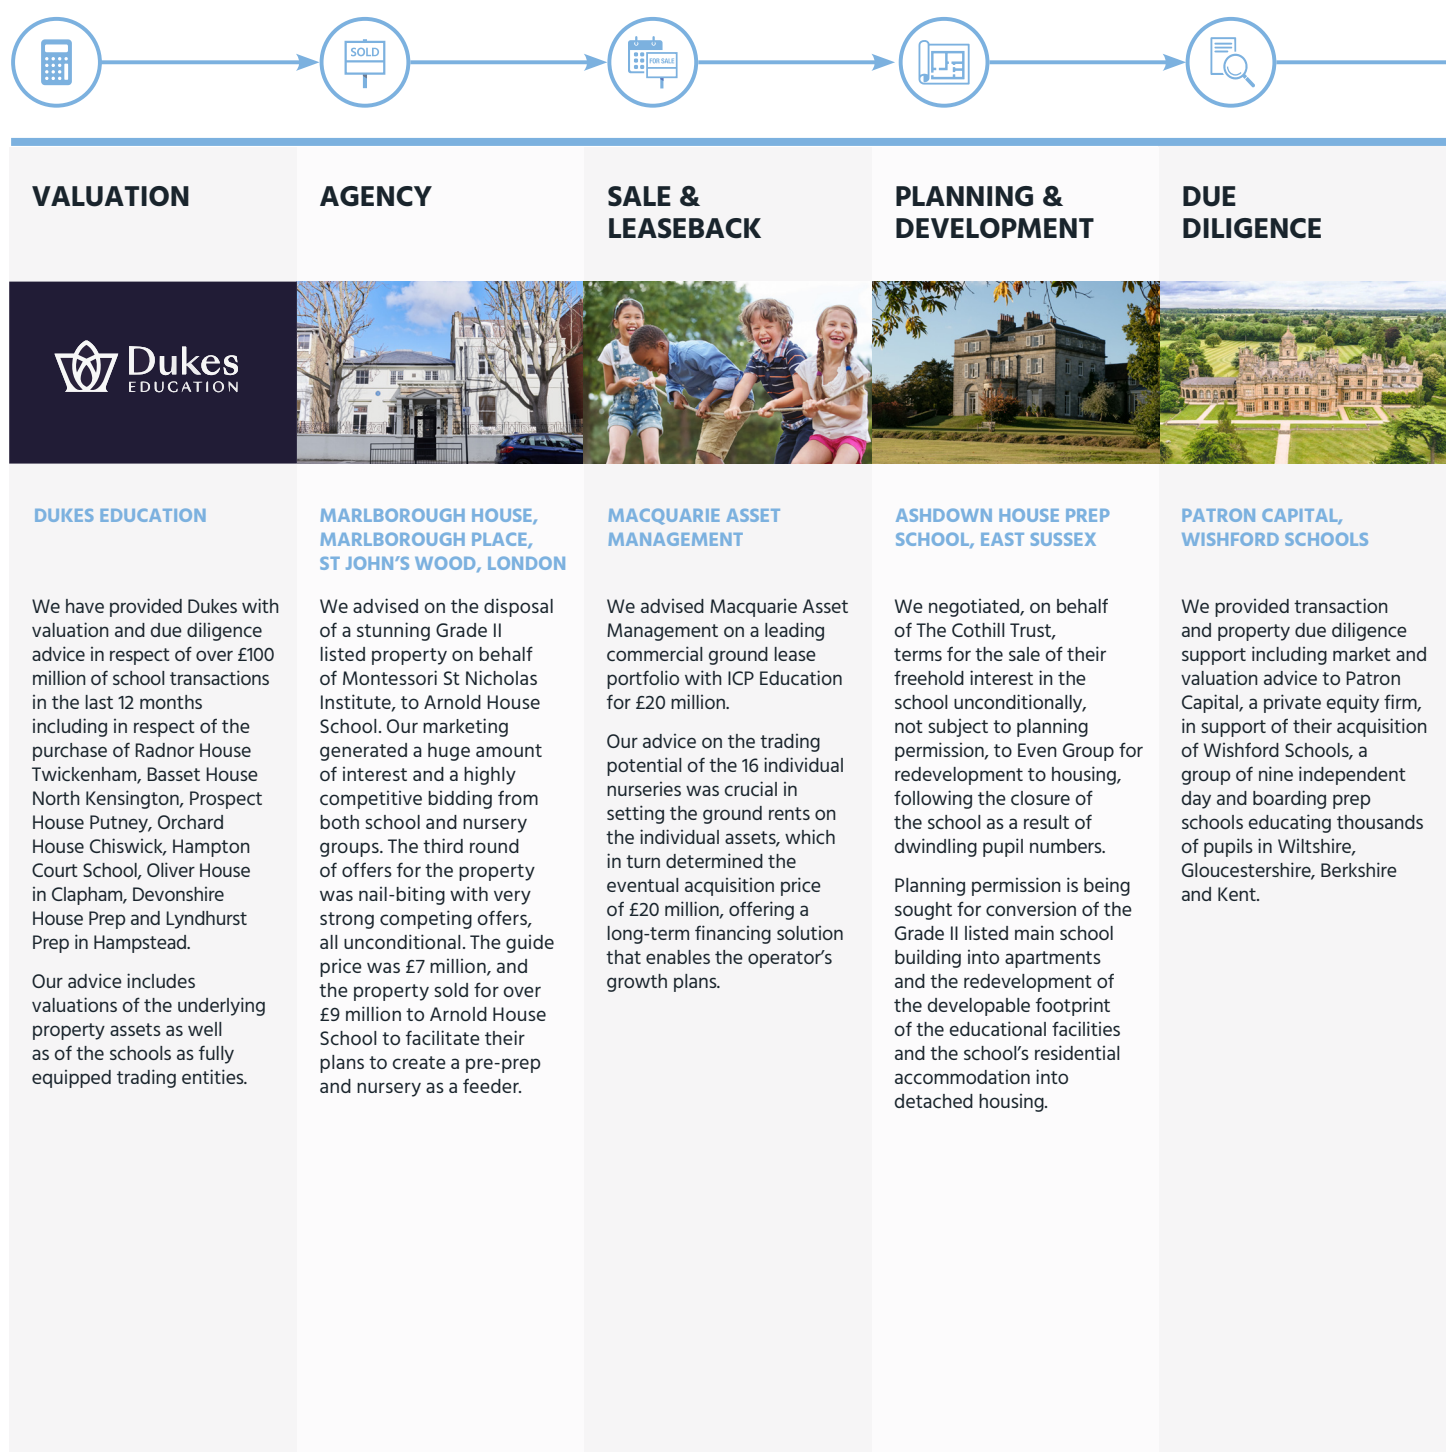 SOLD
FOR SALE
VALUATION
Dukes
EDUCATION
DUKES EDUCATION
We have provided Dukes with
valuation and due diligence
advice in respect of over £100
million of school transactions
in the last 12 months
including in respect of the
purchase of Radnor House
Twickenham, Basset House
North Kensington, Prospect
House Putney, Orchard
House Chiswick, Hampton
Court School, Oliver House
in Clapham, Devonshire
House Prep and Lyndhurst
Prep in Hampstead.
Our advice includes
valuations of the underlying
property assets as well
as of the schools as fully
equipped trading entities.
AGENCY
MARLBOROUGH HOUSE,
MARLBOROUGH PLACE,
ST JOHN’S WOOD, LONDON
We advised on the disposal
of a stunning Grade II
listed property on behalf
of Montessori St Nicholas
Institute, to Arnold House
School. Our marketing
generated a huge amount
of interest and a highly
competitive bidding from
both school and nursery
groups. The third round
of offers for the property
was nail-biting with very
strong competing offers,
all unconditional. The guide
price was £7 million, and
the property sold for over
£9 million to Arnold House
School to facilitate their
plans to create a pre-prep
and nursery as a feeder.
SALE &
LEASEBACK
MACQUARIE ASSET
MANAGEMENT
We advised Macquarie Asset
Management on a leading
commercial ground lease
portfolio with ICP Education
for £20 million.
Our advice on the trading
potential of the 16 individual
nurseries was crucial in
setting the ground rents on
the individual assets, which
in turn determined the
eventual acquisition price
of £20 million, offering a
long-term financing solution
that enables the operator’s
growth plans.
PLANNING &
DEVELOPMENT
ASHDOWN HOUSE PREP
SCHOOL, EAST SUSSEX
We negotiated, on behalf
of The Cothill Trust,
terms for the sale of their
freehold interest in the
school unconditionally,
not subject to planning
permission, to Even Group for
redevelopment to housing,
following the closure of
the school as a result of
dwindling pupil numbers.
Planning permission is being
sought for conversion of the
Grade II listed main school
building into apartments
and the redevelopment of
the developable footprint
of the educational facilities
and the school’s residential
accommodation into
detached housing.
DUE
DILIGENCE
PATRON CAPITAL,
WISHFORD SCHOOLS
We provided transaction
and property due diligence
support including market and
valuation advice to Patron
Capital, a private equity firm,
in support of their acquisition
of Wishford Schools, a
group of nine independent
day and boarding prep
schools educating thousands
of pupils in Wiltshire,
Gloucestershire, Berkshire
and Kent.